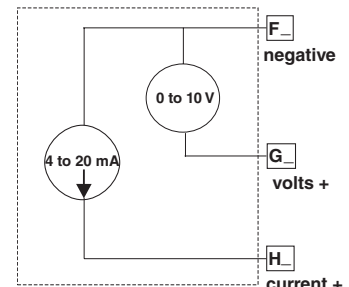 F_
negative
0 to 10 V
4 to 20 mA
G_
volts +
H_
current +